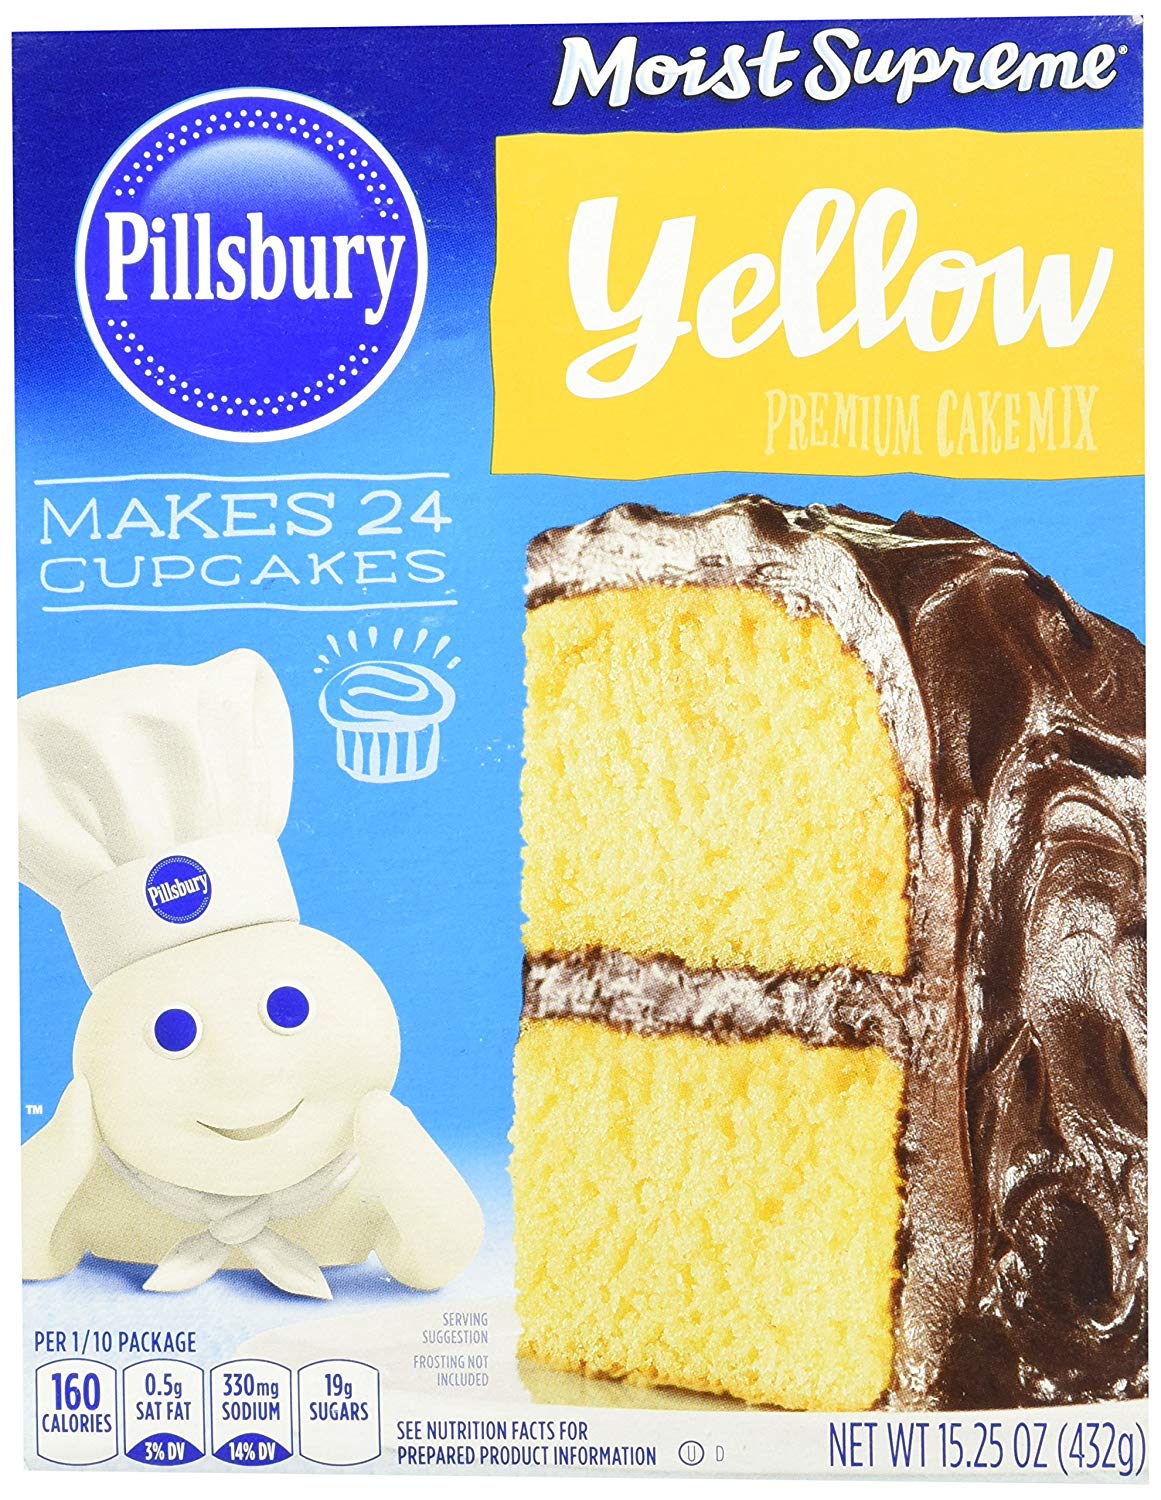 Moist Supreme®
Pillsbury
Yellow
PREMIUM CAKE MIX
MAKES 24
CUPCAKES
Pillsbury
TM
SERVING
SUGGESTION
FROSTING NOT
INCLUDED
PER 1/10 PACKAGE
160
CALORIES
0.5g
SAT FAT
3% DV
330mg
SODIUM
14% DV
19g
SUGARS
SEE NUTRITION FACTS FOR
PREPARED PRODUCT INFORMATION
U D
NET WT 15.25 OZ (432g)